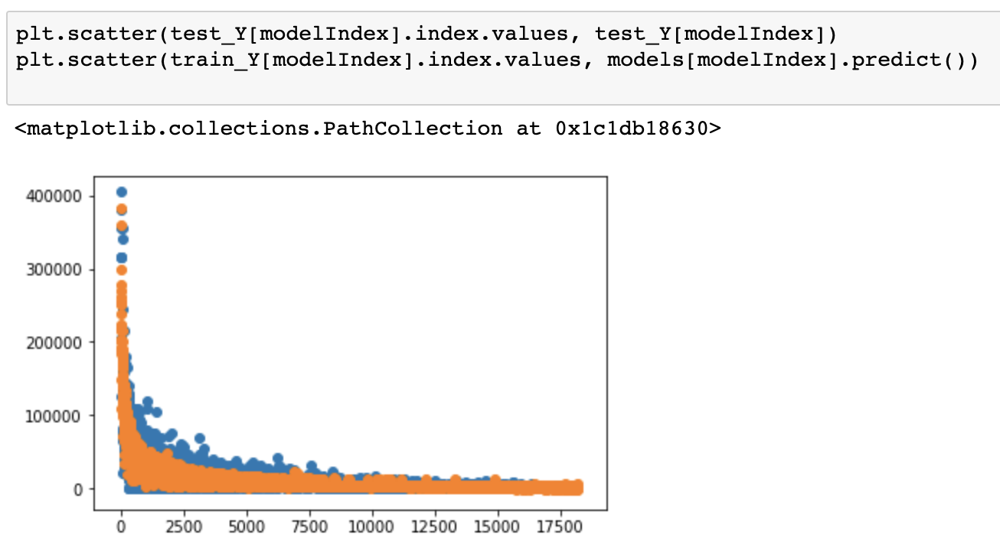 plt.scatter(test_Y[modelIndex].index.values, test_Y[modelIndex])
plt.scatter(train_Y[modelIndex].index.values, models[modelIndex].predict())
<matplotlib.collections.PathCollection at 0x1c1db18630>
400000
300000
200000
100000
0
0 2500 5000 7500 10000 12500 15000 17500